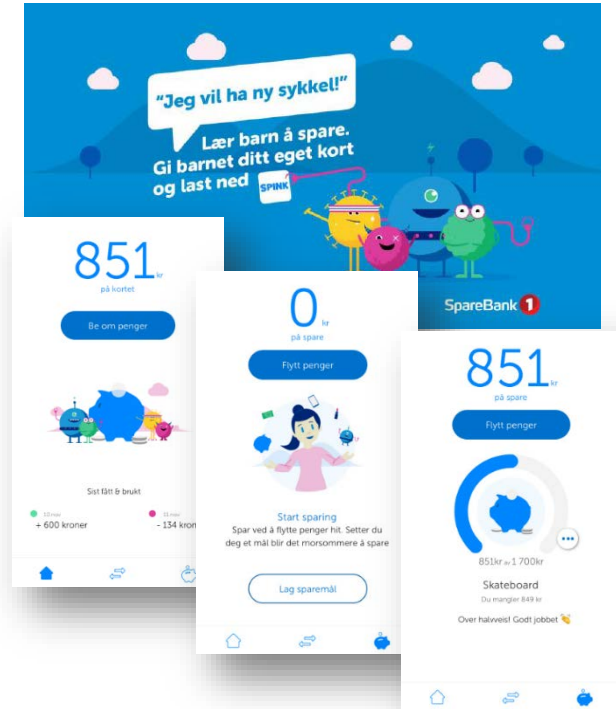 “Jeg vil ha ny sykkel!”
Lær barn å spare.
Gi barnet ditt eget kort
og last ned SPINK
SpareBank 1
851 kr
på kortet
Be om penger
Sist fått & brukt
10 mar
+ 600 kroner
- 134 kron
0 kr
på spare
Flytt penger
Start sparing
Spar ved å flytte penger hit. Setter du
deg et mål blir det morsommere å spare
Lag sparemål
851 kr
på spare
Flytt penger
851kr av 1 700kr
Skateboard
Du mangler 849 kr
Over halvveis! Godt jobbet 👏